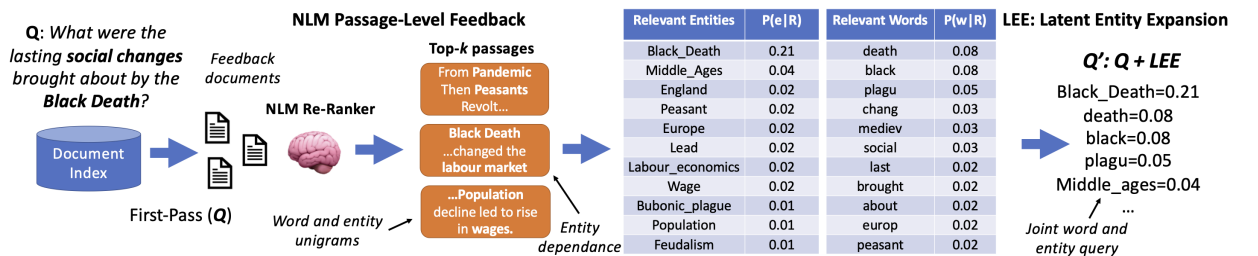 Q: What were the
lasting social changes
brought about by the
Black Death?
Document
Index
First-Pass (Q)
NLM Passage-Level Feedback
Feedback
documents
NLM Re-Ranker
Top-k passages
From Pandemic
Then Peasants
Revolt...
Black Death
...changed the
labour market
...Population
decline led to rise
in wages.
Word and entity
unigrams
Entity
dependance
Relevant Entities P(e|R)
Black_Death 0.21
Middle_Ages 0.04
England 0.02
Peasant 0.02
Europe 0.02
Lead 0.02
Labour_economics 0.02
Wage 0.02
Bubonic_plague 0.01
Population 0.01
Feudalism 0.01
Relevant Words P(w|R)
death 0.08
black 0.08
plagu 0.05
chang 0.03
mediev 0.03
social 0.03
last 0.02
brought 0.02
about 0.02
europ 0.02
peasant 0.02
LEE: Latent Entity Expansion
Q': Q + LEE
Black_Death=0.21
death=0.08
black=0.08
plagu=0.05
Middle_ages=0.04
...
Joint word and
entity query